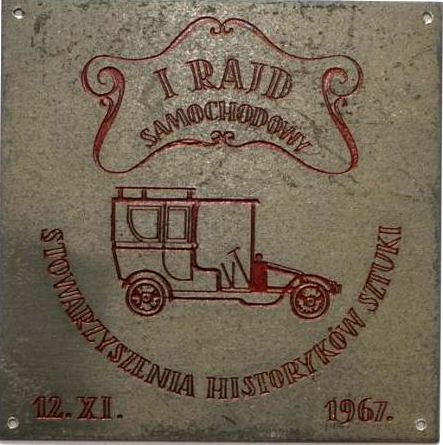 I RAJD
SAMOCHODOWY
STOWARZYSZENIA HISTORYKÓW SZTUKI
12. XI.
1967.